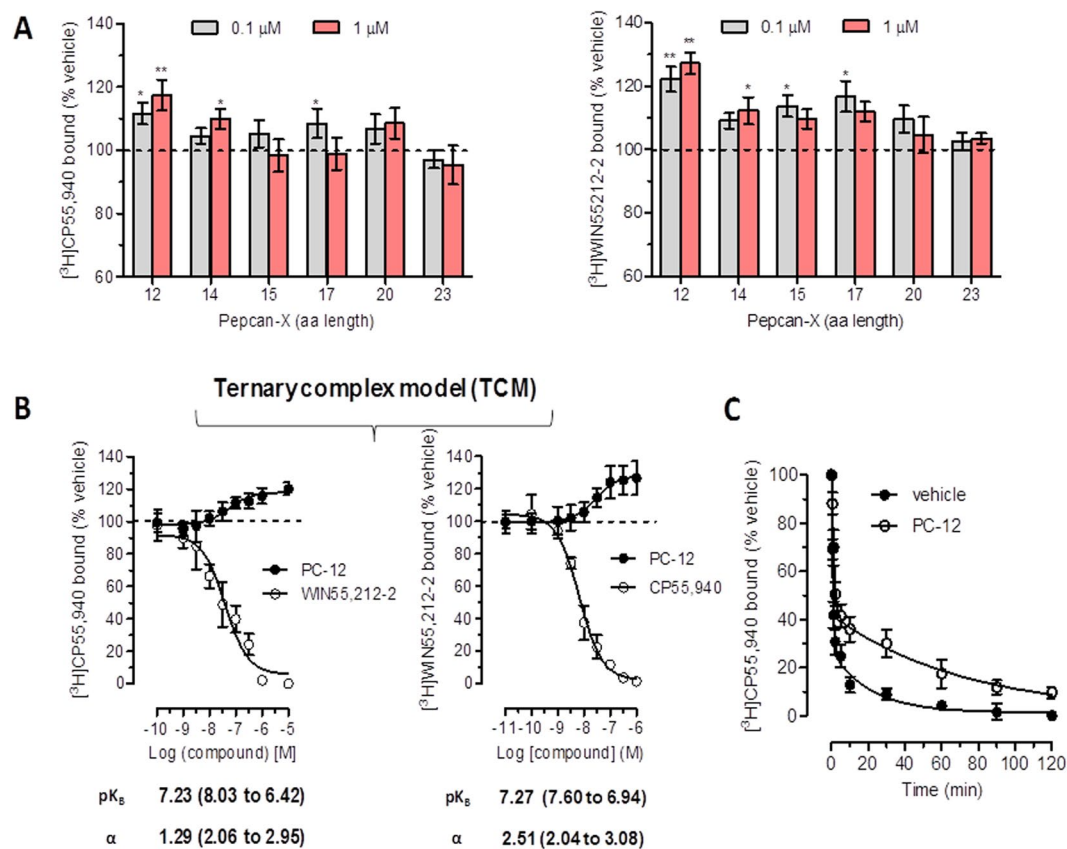 A
0.1 µM 1 µM
[³H]CP55,940 bound (% vehicle)
140
120
100
80
60
* ** * *
12 14 15 17 20 23
Pepcan-X (aa length)
0.1 µM 1 µM
[³H]WIN55212-2 bound (% vehicle)
140
120
100
80
60
** ** * * *
12 14 15 17 20 23
Pepcan-X (aa length)
B
Ternary complex model (TCM)
[³H]CP55,940 bound (% vehicle)
140
120
100
80
60
40
20
0
PC-12
WIN55,212-2
-10 -9 -8 -7 -6 -5
Log (compound) [M]
pKB 7.23 (8.03 to 6.42)
α 1.29 (2.06 to 2.95)
[³H]WIN55,212-2 bound (% vehicle)
140
120
100
80
60
40
20
0
PC-12
CP55,940
-11 -10 -9 -8 -7 -6
Log [compound] (M)
pKB 7.27 (7.60 to 6.94)
α 2.51 (2.04 to 3.08)
C
[³H]CP55,940 bound (% vehicle)
100
80
60
40
20
0
vehicle
PC-12
0 20 40 60 80 100 120
Time (min)